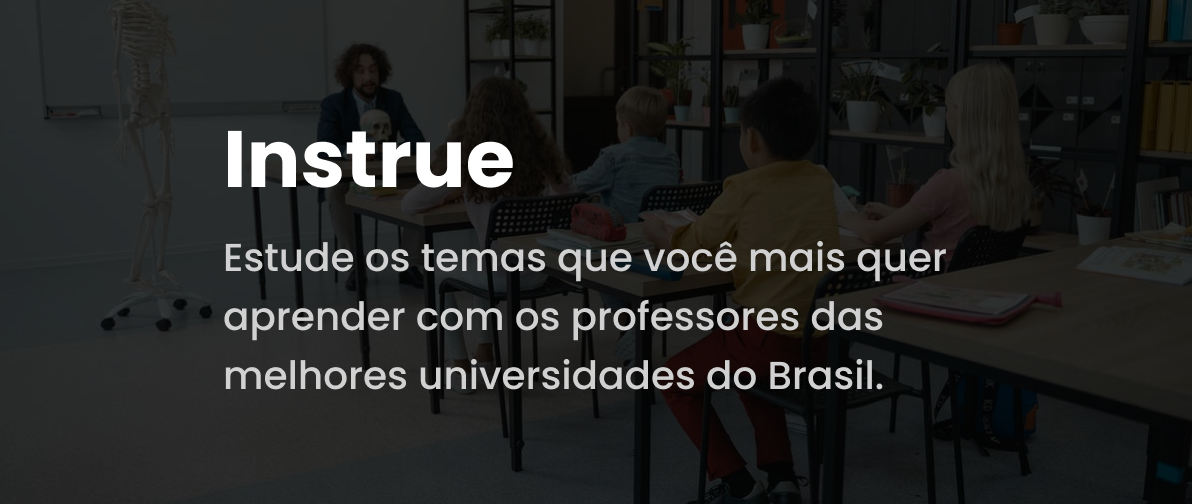 Instrue
Estude os temas que você mais quer
aprender com os professores das
melhores universidades do Brasil.